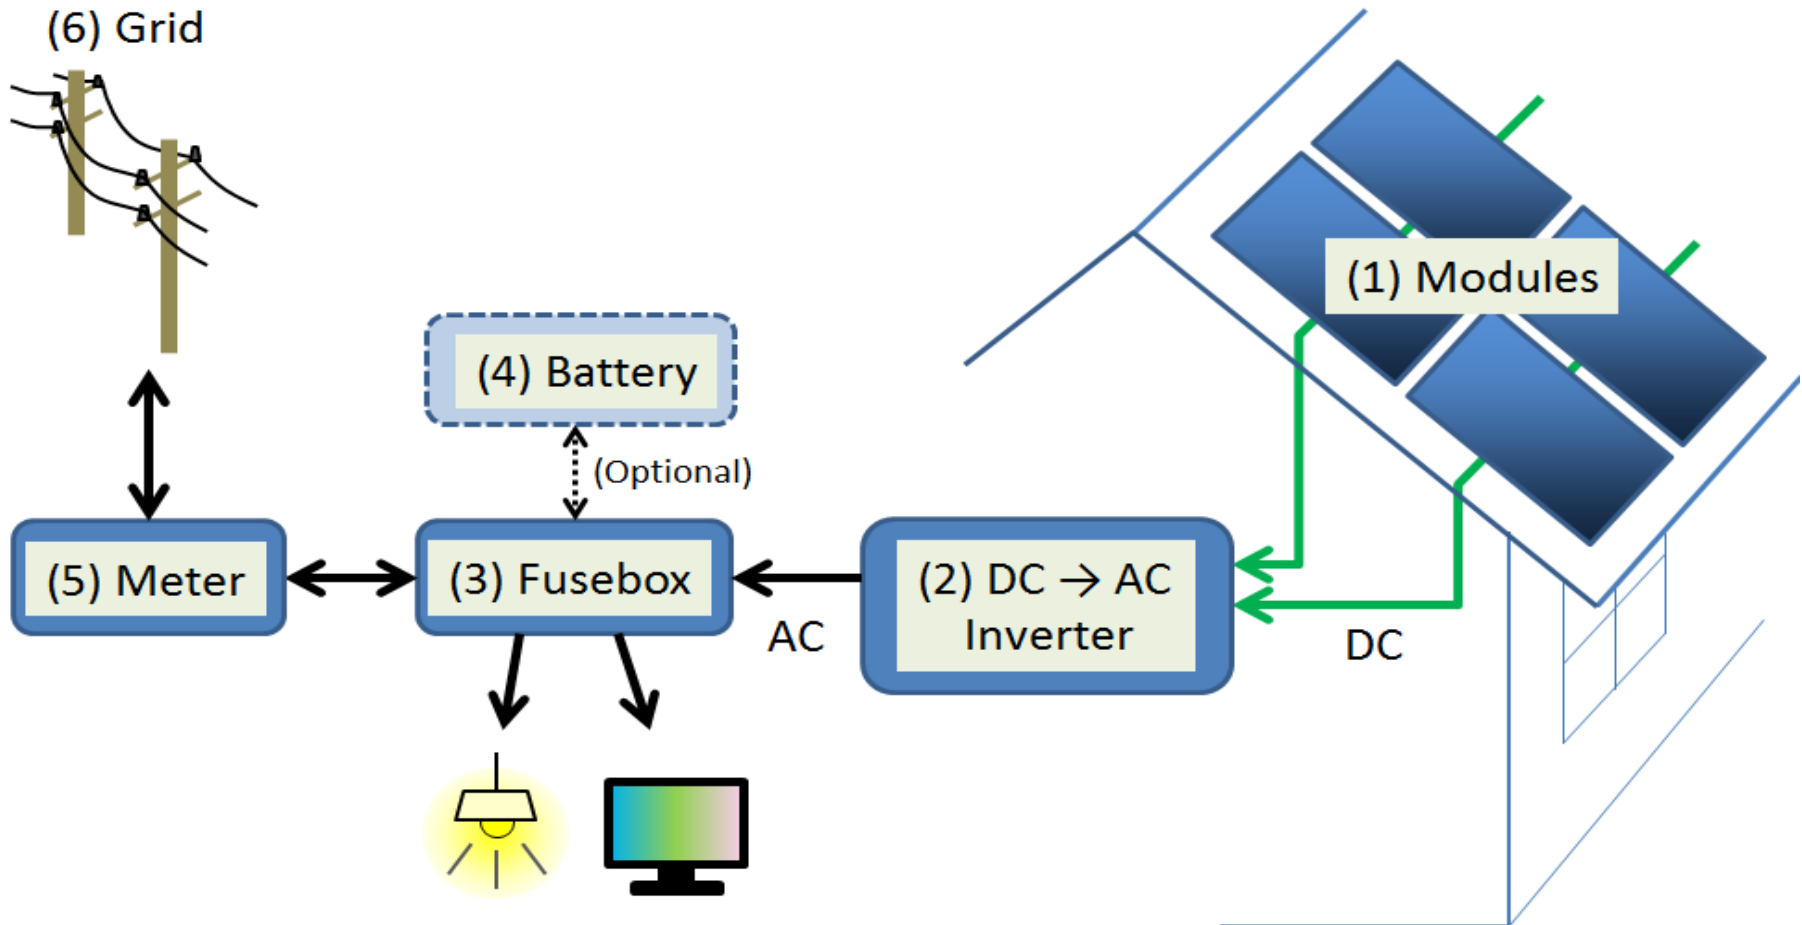 (6) Grid
(1) Modules
(4) Battery
(Optional)
(5) Meter
(3) Fusebox
AC
(2) DC → AC
Inverter
DC